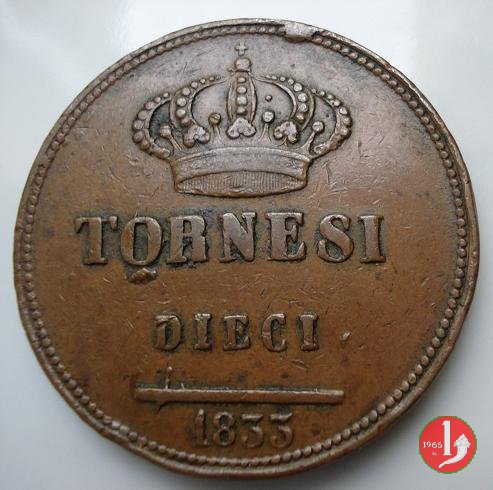 TORNESI
DIECI
1833
1965